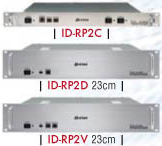 | ID-RP2C |
| ID-RP2D 23cm |
| ID-RP2V 23cm |